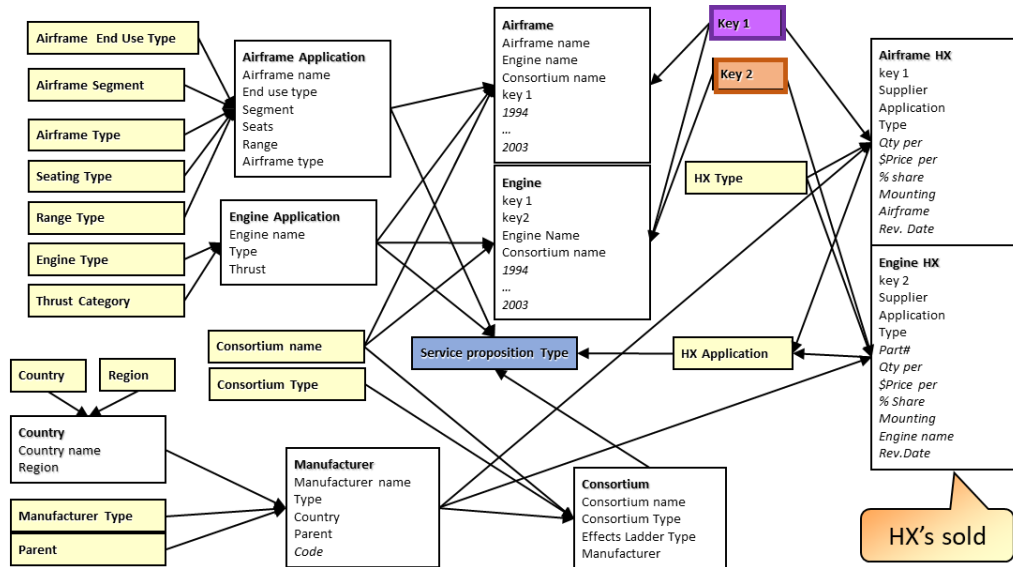 Airframe End Use Type
Airframe Segment
Airframe Type
Seating Type
Range Type
Engine Type
Thrust Category
Airframe Application
Airframe name
End use type
Segment
Seats
Range
Airframe type
Engine Application
Engine name
Type
Thrust
Airframe
Airframe name
Engine name
Consortium name
key 1
1994
...
2003
Engine
key 1
key2
Engine Name
Consortium name
1994
...
2003
Key 1
Key 2
HX Type
Airframe HX
key 1
Supplier
Application
Type
Qty per
$Price per
% share
Mounting
Airframe
Rev. Date
Engine HX
key 2
Supplier
Application
Type
Part#
Qty per
$Price per
% Share
Mounting
Engine name
Rev.Date
Consortium name
Consortium Type
Service proposition Type
HX Application
Country
Region
Country
Country name
Region
Manufacturer Type
Parent
Manufacturer
Manufacturer name
Type
Country
Parent
Code
Consortium
Consortium name
Consortium Type
Effects Ladder Type
Manufacturer
HX's sold